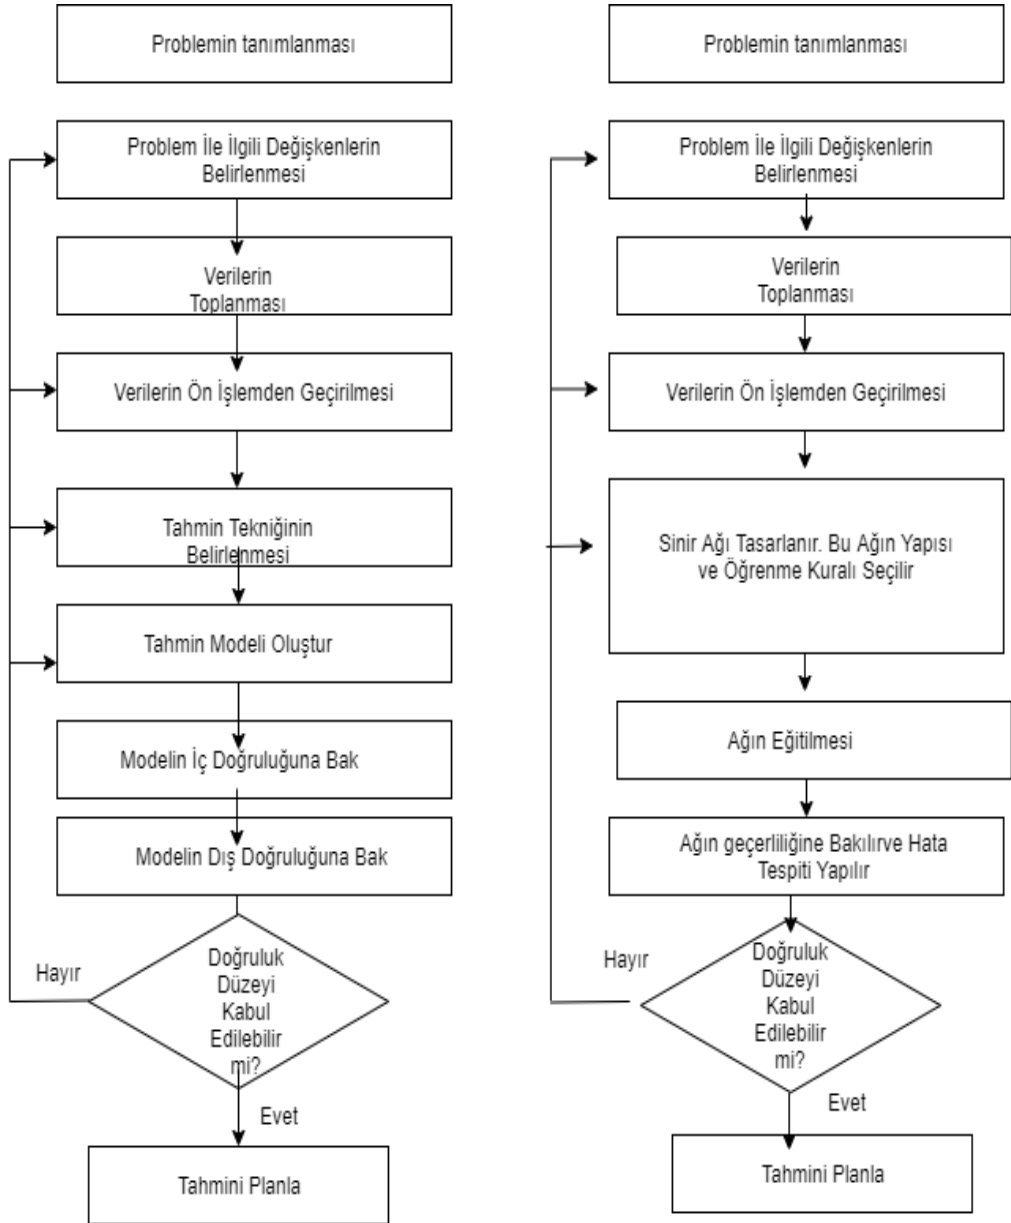 Problemin tanımlanması
Problem İle İlgili Değişkenlerin
Belirlenmesi
Verilerin
Toplanması
Verilerin Ön İşlemden Geçirilmesi
Tahmin Tekniğinin
Belirlenmesi
Tahmin Modeli Oluştur
Modelin İç Doğruluğuna Bak
Modelin Dış Doğruluğuna Bak
Doğruluk
Düzeyi
Kabul
Edilebilir
mi?
Hayır
Evet
Tahmini Planla
Problemin tanımlanması
Problem İle İlgili Değişkenlerin
Belirlenmesi
Verilerin
Toplanması
Verilerin Ön İşlemden Geçirilmesi
Sinir Ağı Tasarlanır. Bu Ağın Yapısı
ve Öğrenme Kuralı Seçilir
Ağın Eğitilmesi
Ağın geçerliliğine Bakılırve Hata
Tespiti Yapılır
Doğruluk
Düzeyi
Kabul
Edilebilir
mi?
Hayır
Evet
Tahmini Planla